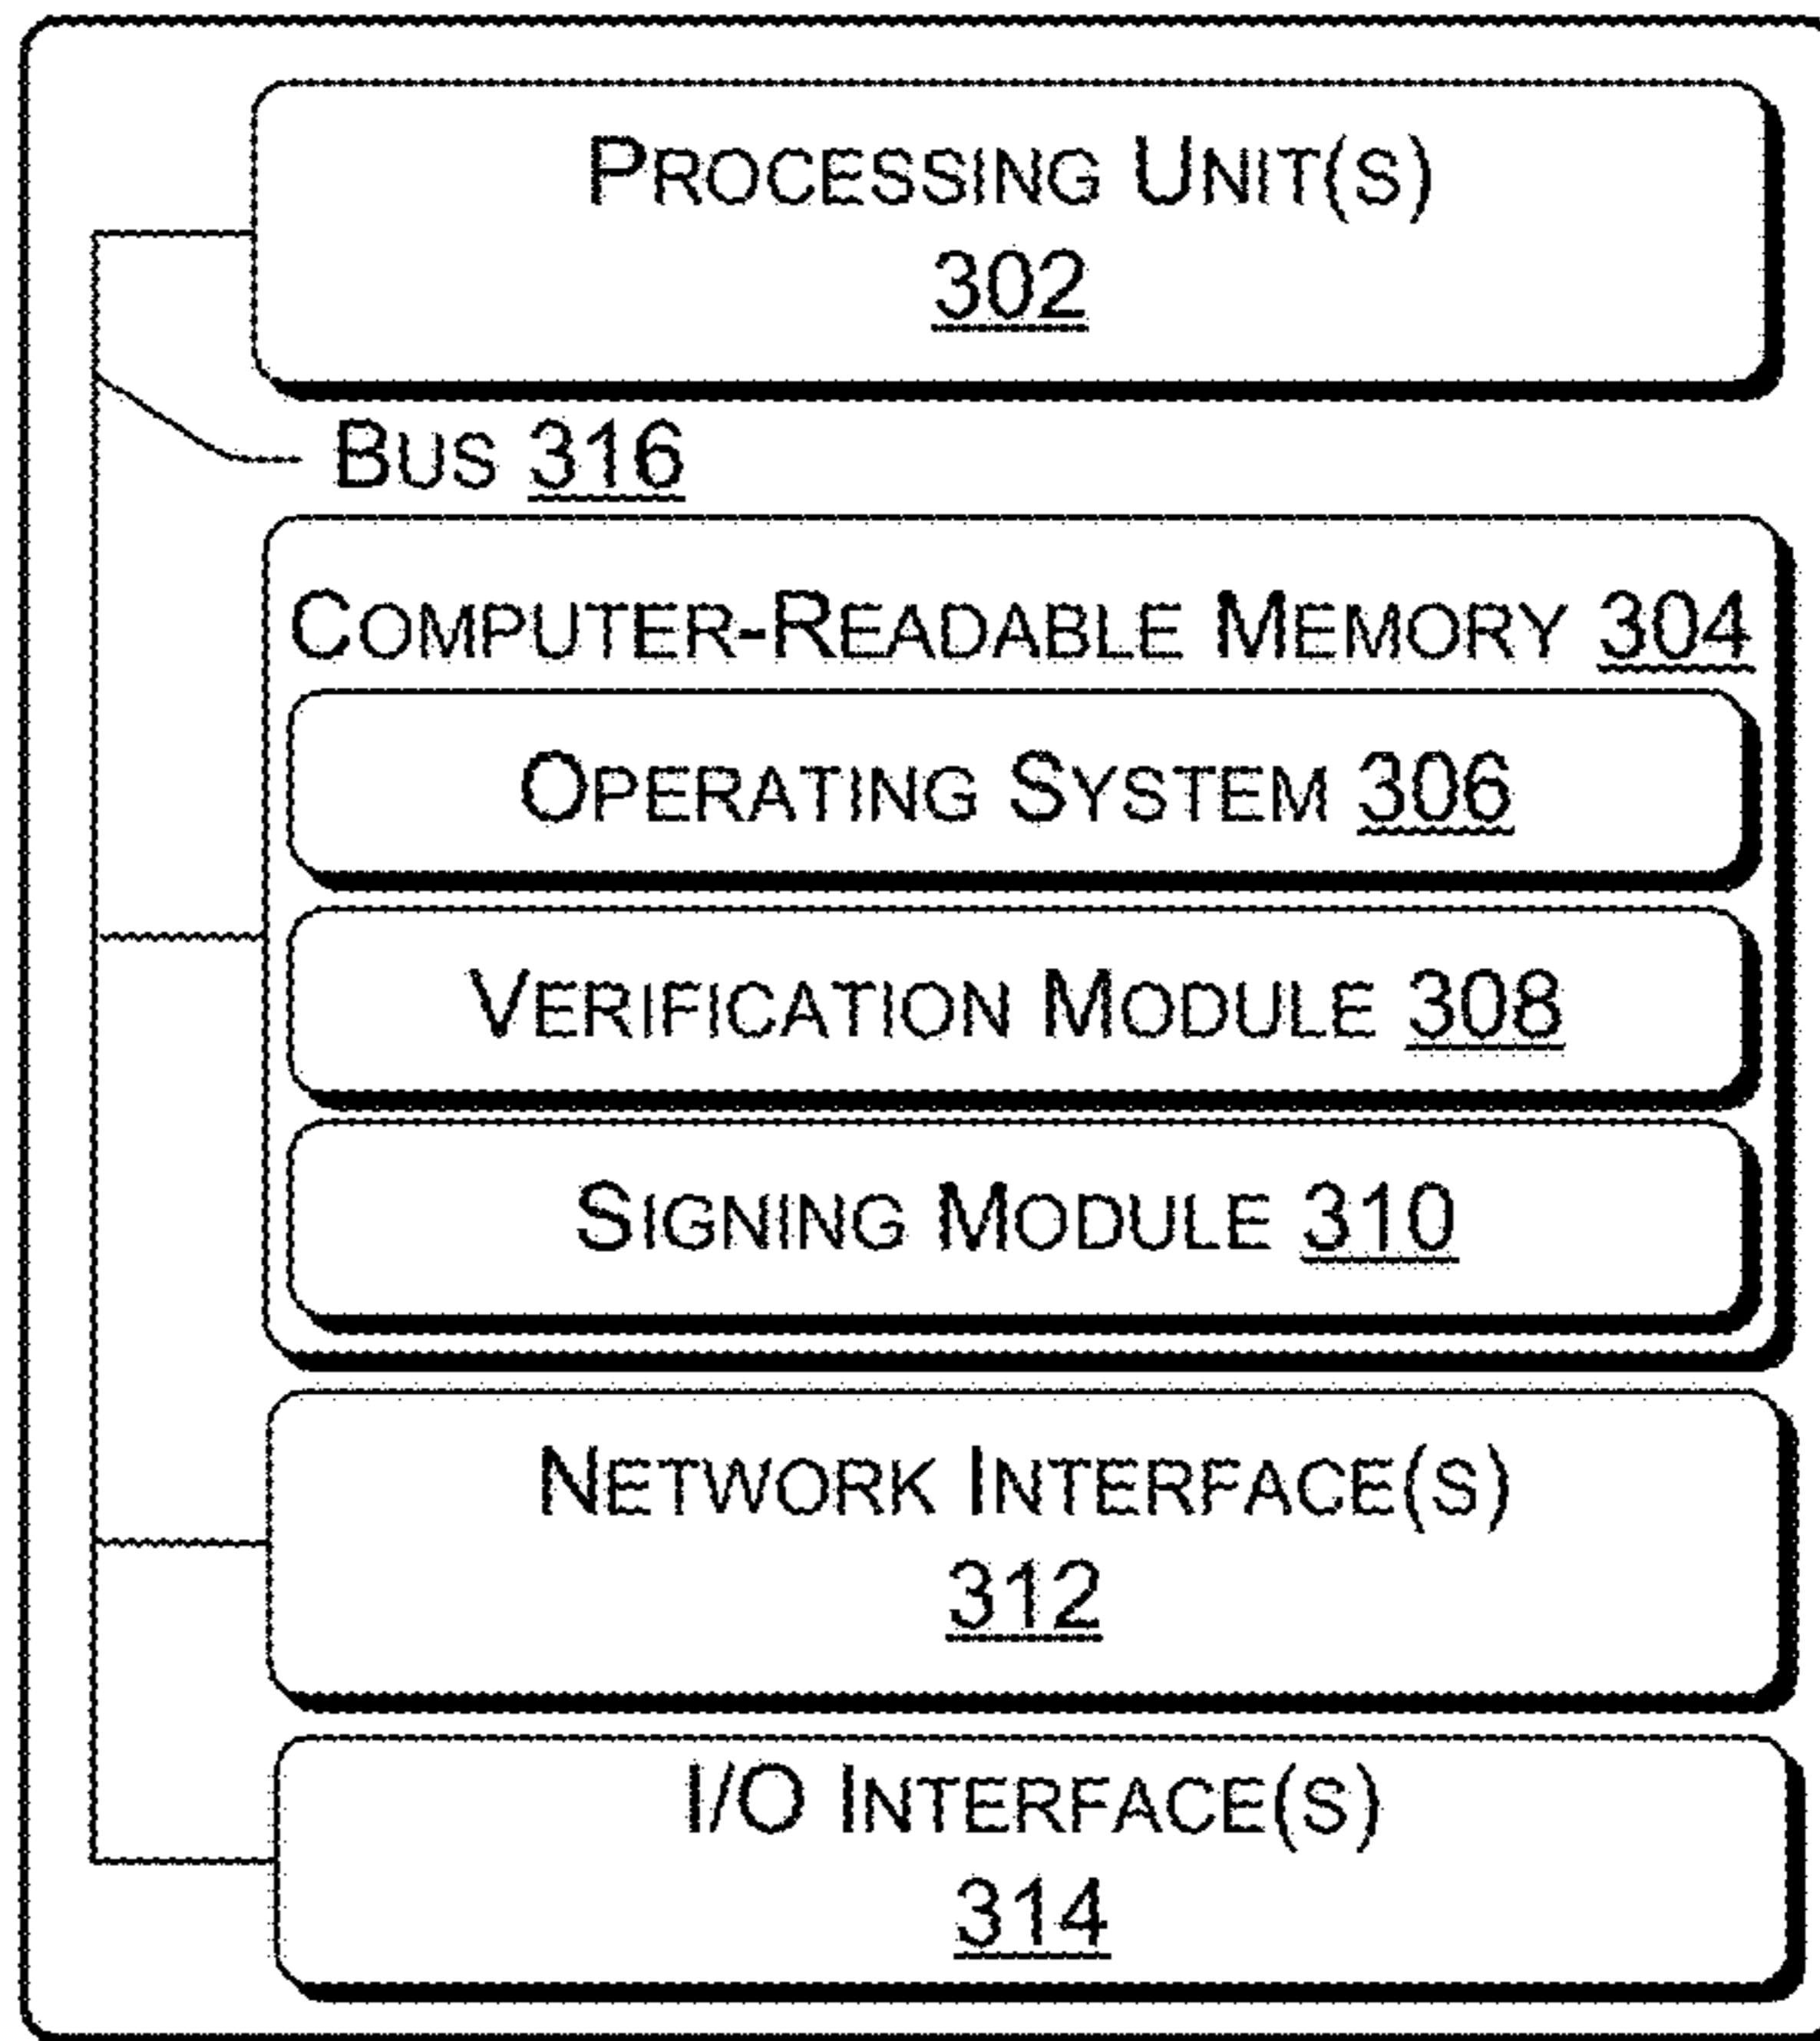 PROCESSING UNIT(S)
302
BUS 316
COMPUTER-READABLE MEMORY 304
OPERATING SYSTEM 306
VERIFICATION MODULE 308
SIGNING MODULE 310
NETWORK INTERFACE(S)
312
I/O INTERFACE(S)
314